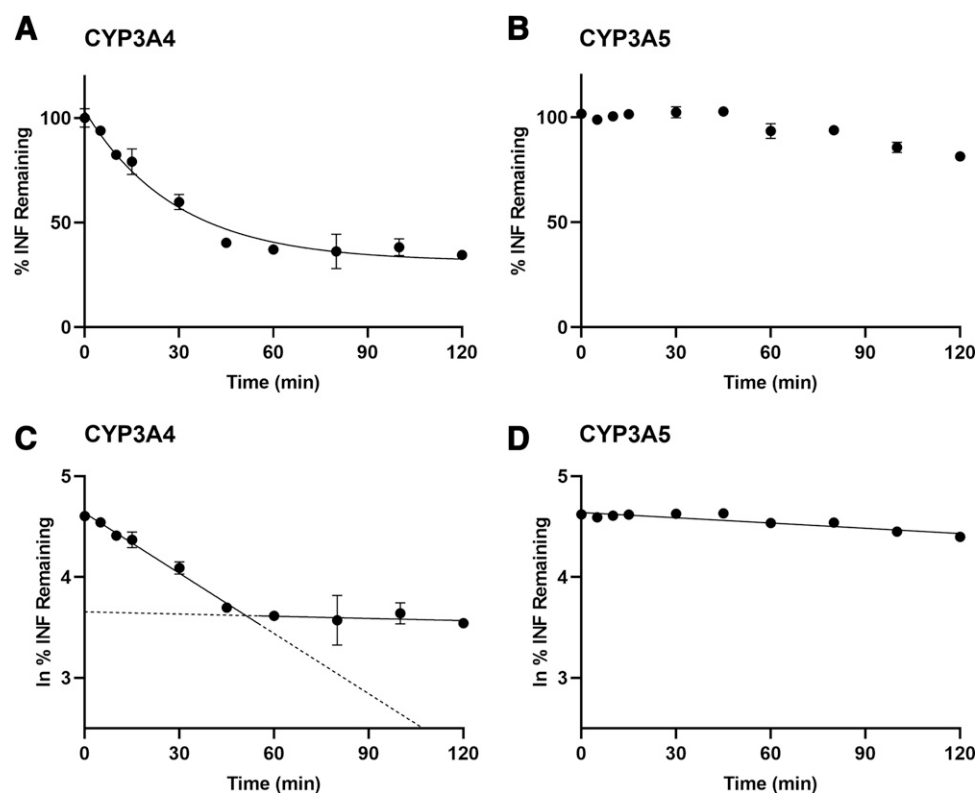 A
CYP3A4
% INF Remaining
100
50
0
0 30 60 90 120
Time (min)
B
CYP3A5
% INF Remaining
100
50
0
0 30 60 90 120
Time (min)
C
CYP3A4
ln % INF Remaining
5
4
3
0 30 60 90 120
Time (min)
D
CYP3A5
ln % INF Remaining
5
4
3
0 30 60 90 120
Time (min)